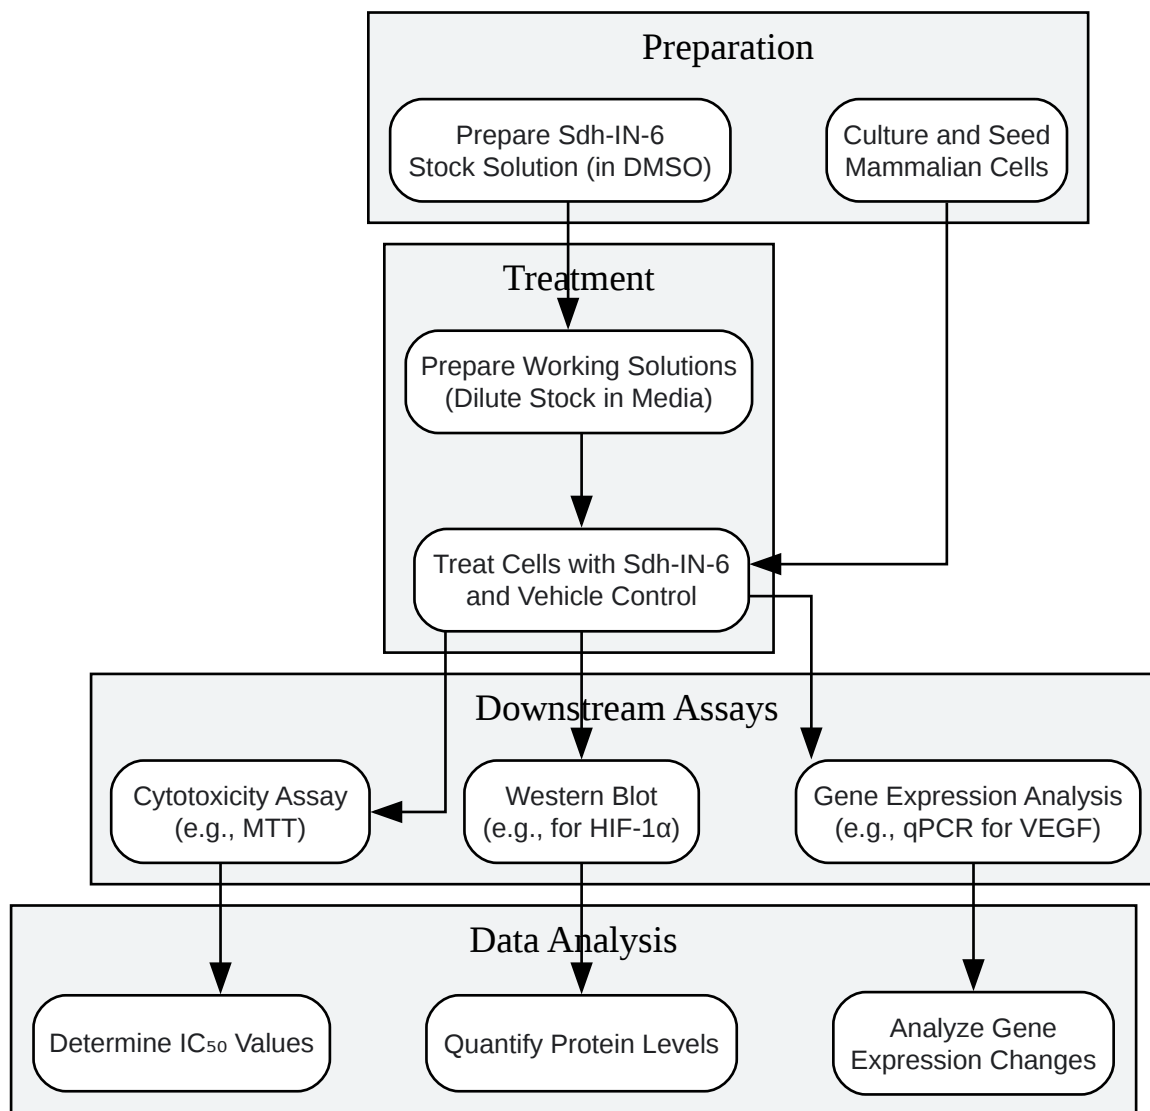 Preparation
Prepare Sdh-IN-6
Stock Solution (in DMSO)
Culture and Seed
Mammalian Cells
Treatment
Prepare Working Solutions
(Dilute Stock in Media)
Treat Cells with Sdh-IN-6
and Vehicle Control
Downstream Assays
Cytotoxicity Assay
(e.g., MTT)
Western Blot
(e.g., for HIF-1α)
Gene Expression Analysis
(e.g., qPCR for VEGF)
Data Analysis
Determine IC₅₀ Values
Quantify Protein Levels
Analyze Gene
Expression Changes